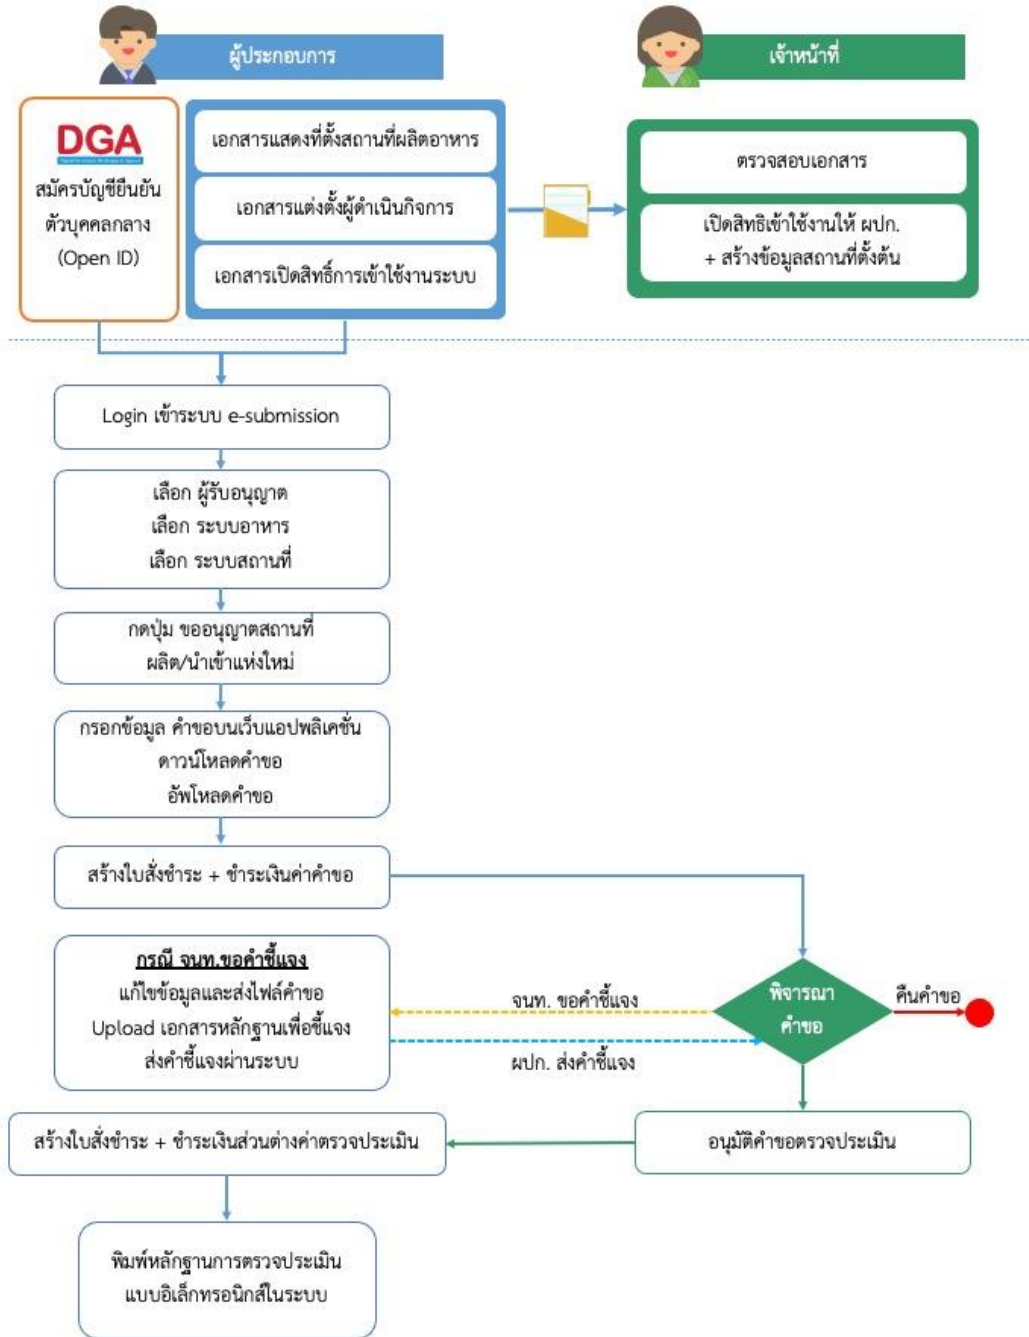 ผู้ประกอบการ
เจ้าหน้าที่
DGA
สมัครบัญชียืนยัน
ตัวบุคคลกลาง
(Open ID)
เอกสารแสดงที่ตั้งสถานที่ผลิตอาหาร
เอกสารแต่งตั้งผู้ดำเนินกิจการ
เอกสารเปิดสิทธิ์การเข้าใช้งานระบบ
ตรวจสอบเอกสาร
เปิดสิทธิเข้าใช้งานให้ ผปก.
+ สร้างข้อมูลสถานที่ตั้งต้น
Login เข้าระบบ e-submission
เลือก ผู้รับอนุญาต
เลือก ระบบอาหาร
เลือก ระบบสถานที่
กดปุ่ม ขออนุญาตสถานที่
ผลิต/นำเข้าแห่งใหม่
กรอกข้อมูล คำขอบนเว็บแอปพลิเคชั่น
ดาวน์โหลดคำขอ
อัพโหลดคำขอ
สร้างใบสั่งชำระ + ชำระเงินค่าคำขอ
กรณี จนท.ขอคำชี้แจง
แก้ไขข้อมูลและส่งไฟล์คำขอ
Upload เอกสารหลักฐานเพื่อชี้แจง
ส่งคำชี้แจงผ่านระบบ
จนท. ขอคำชี้แจง
ผปก. ส่งคำชี้แจง
พิจารณา
คำขอ
คืนคำขอ
อนุมัติคำขอตรวจประเมิน
สร้างใบสั่งชำระ + ชำระเงินส่วนต่างค่าตรวจประเมิน
พิมพ์หลักฐานการตรวจประเมิน
แบบอิเล็กทรอนิกส์ในระบบ